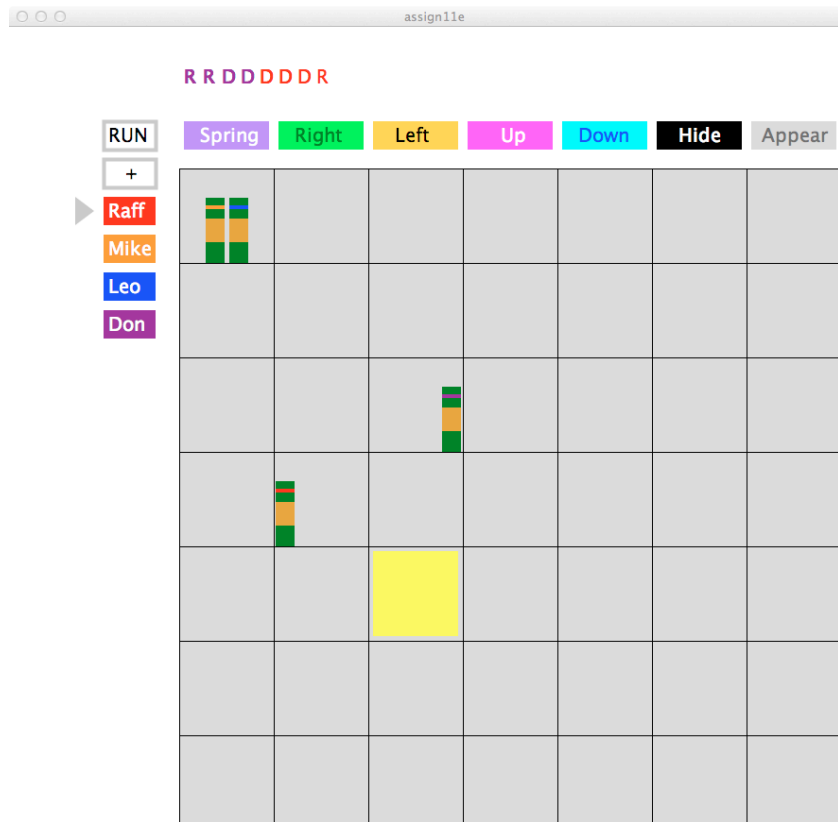 assign11e
R R D D D D D R
RUN Spring Right Left Up Down Hide Appear
+
Raff
Mike
Leo
Don